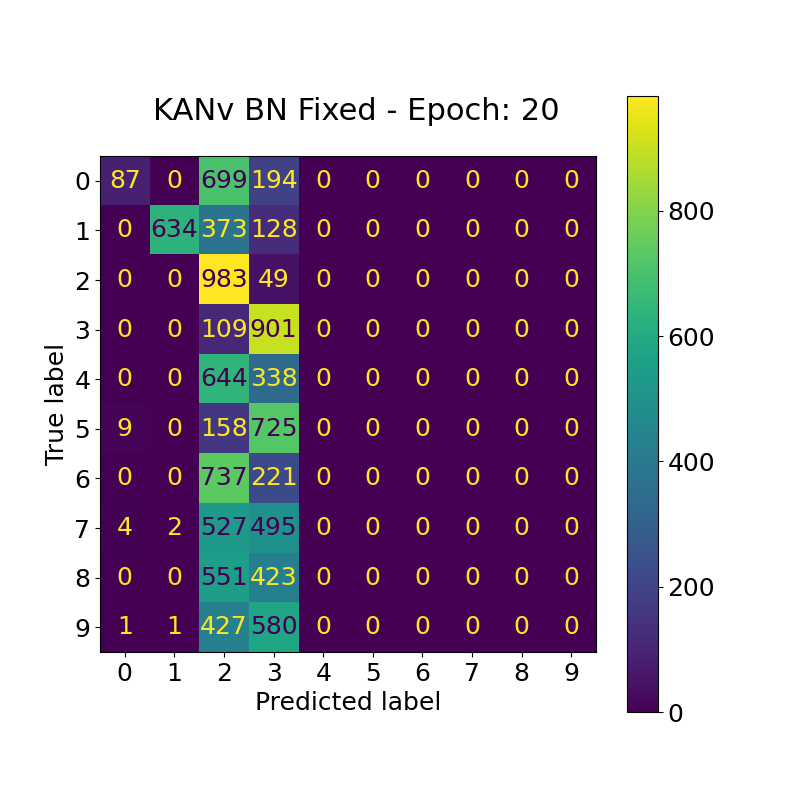 KANv BN Fixed - Epoch: 20
0 87 0 699 194 0 0 0 0 0 0
1 0 634 373 128 0 0 0 0 0 0
2 0 0 983 49 0 0 0 0 0 0
3 0 0 109 901 0 0 0 0 0 0
4 0 0 644 338 0 0 0 0 0 0
5 9 0 158 725 0 0 0 0 0 0
6 0 0 737 221 0 0 0 0 0 0
7 4 2 527 495 0 0 0 0 0 0
8 0 0 551 423 0 0 0 0 0 0
9 1 1 427 580 0 0 0 0 0 0
0 1 2 3 4 5 6 7 8 9
Predicted label
True label
800
600
400
200
0